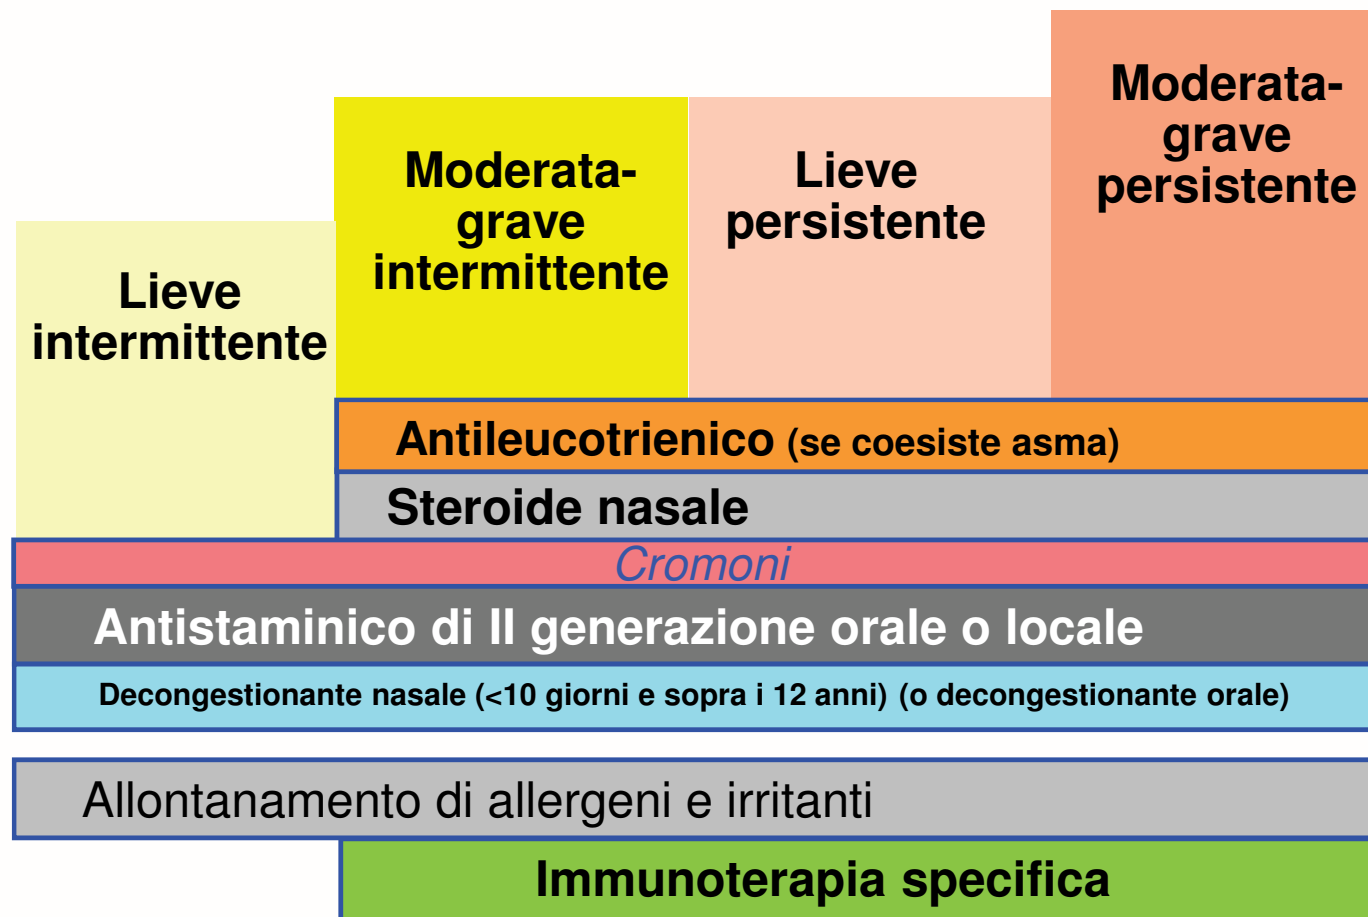 Lieve
intermittente
Moderata-
grave
intermittente
Lieve
persistente
Moderata-
grave
persistente
Antileucotrienico (se coesiste asma)
Steroide nasale
Cromoni
Antistaminico di II generazione orale o locale
Decongestionante nasale (<10 giorni e sopra i 12 anni) (o decongestionante orale)
Allontanamento di allergeni e irritanti
Immunoterapia specifica